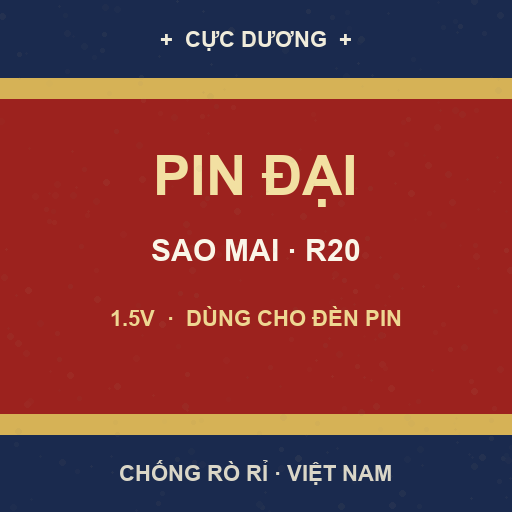 + CỰC DƯƠNG +
PIN ĐẠI
SAO MAI · R20
1.5V · DÙNG CHO ĐÈN PIN
CHỐNG RÒ RỈ · VIỆT NAM